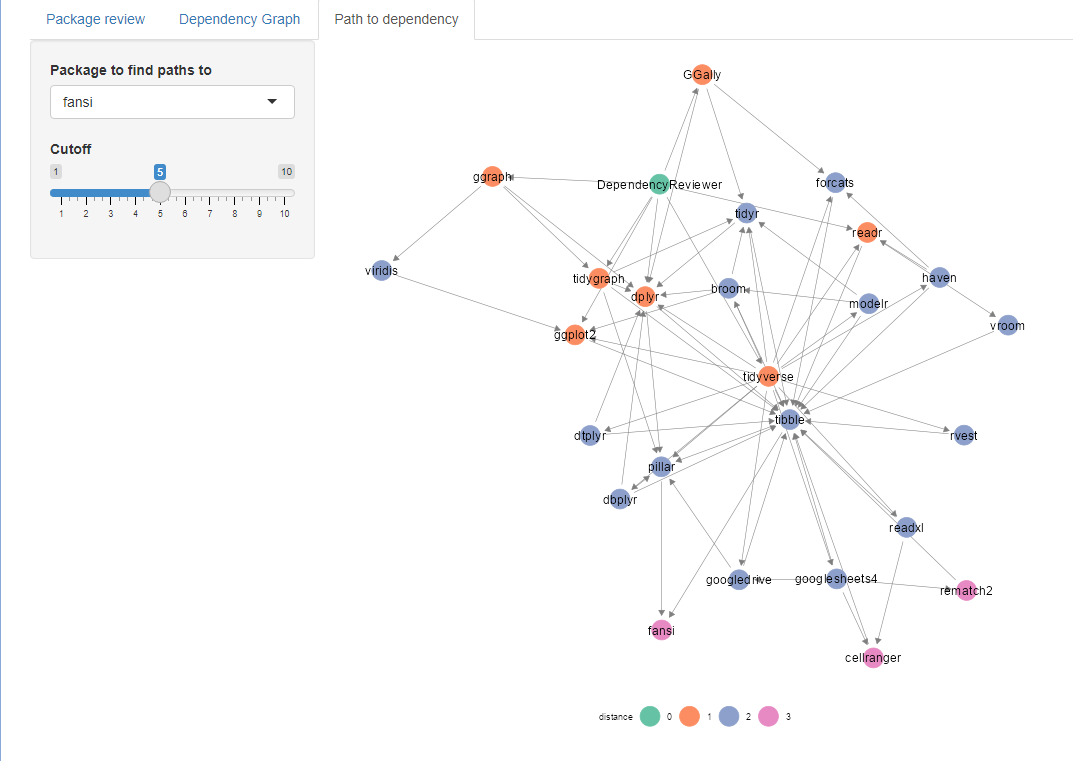 Package review Dependency Graph Path to dependency
Package to find paths to
fansi
Cutoff
1 5 10
1 2 3 4 5 6 7 8 9 10
GGally
ggraph
DependencyReviewer
forcats
tidyr
readr
viridis
tidygraph
haven
broom
dplyr
modelr
vroom
ggplot2
tidyverse
tibble
dtplyr
rvest
pillar
dbplyr
readxl
googledrive
googlesheets4
rematch2
fansi
cellranger
distance 0 1 2 3